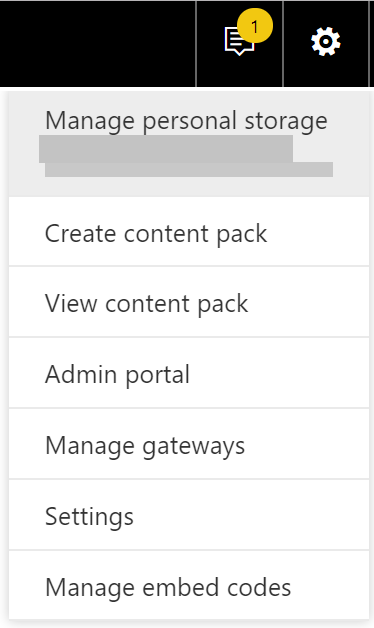 1
Manage personal storage
Create content pack
View content pack
Admin portal
Manage gateways
Settings
Manage embed codes